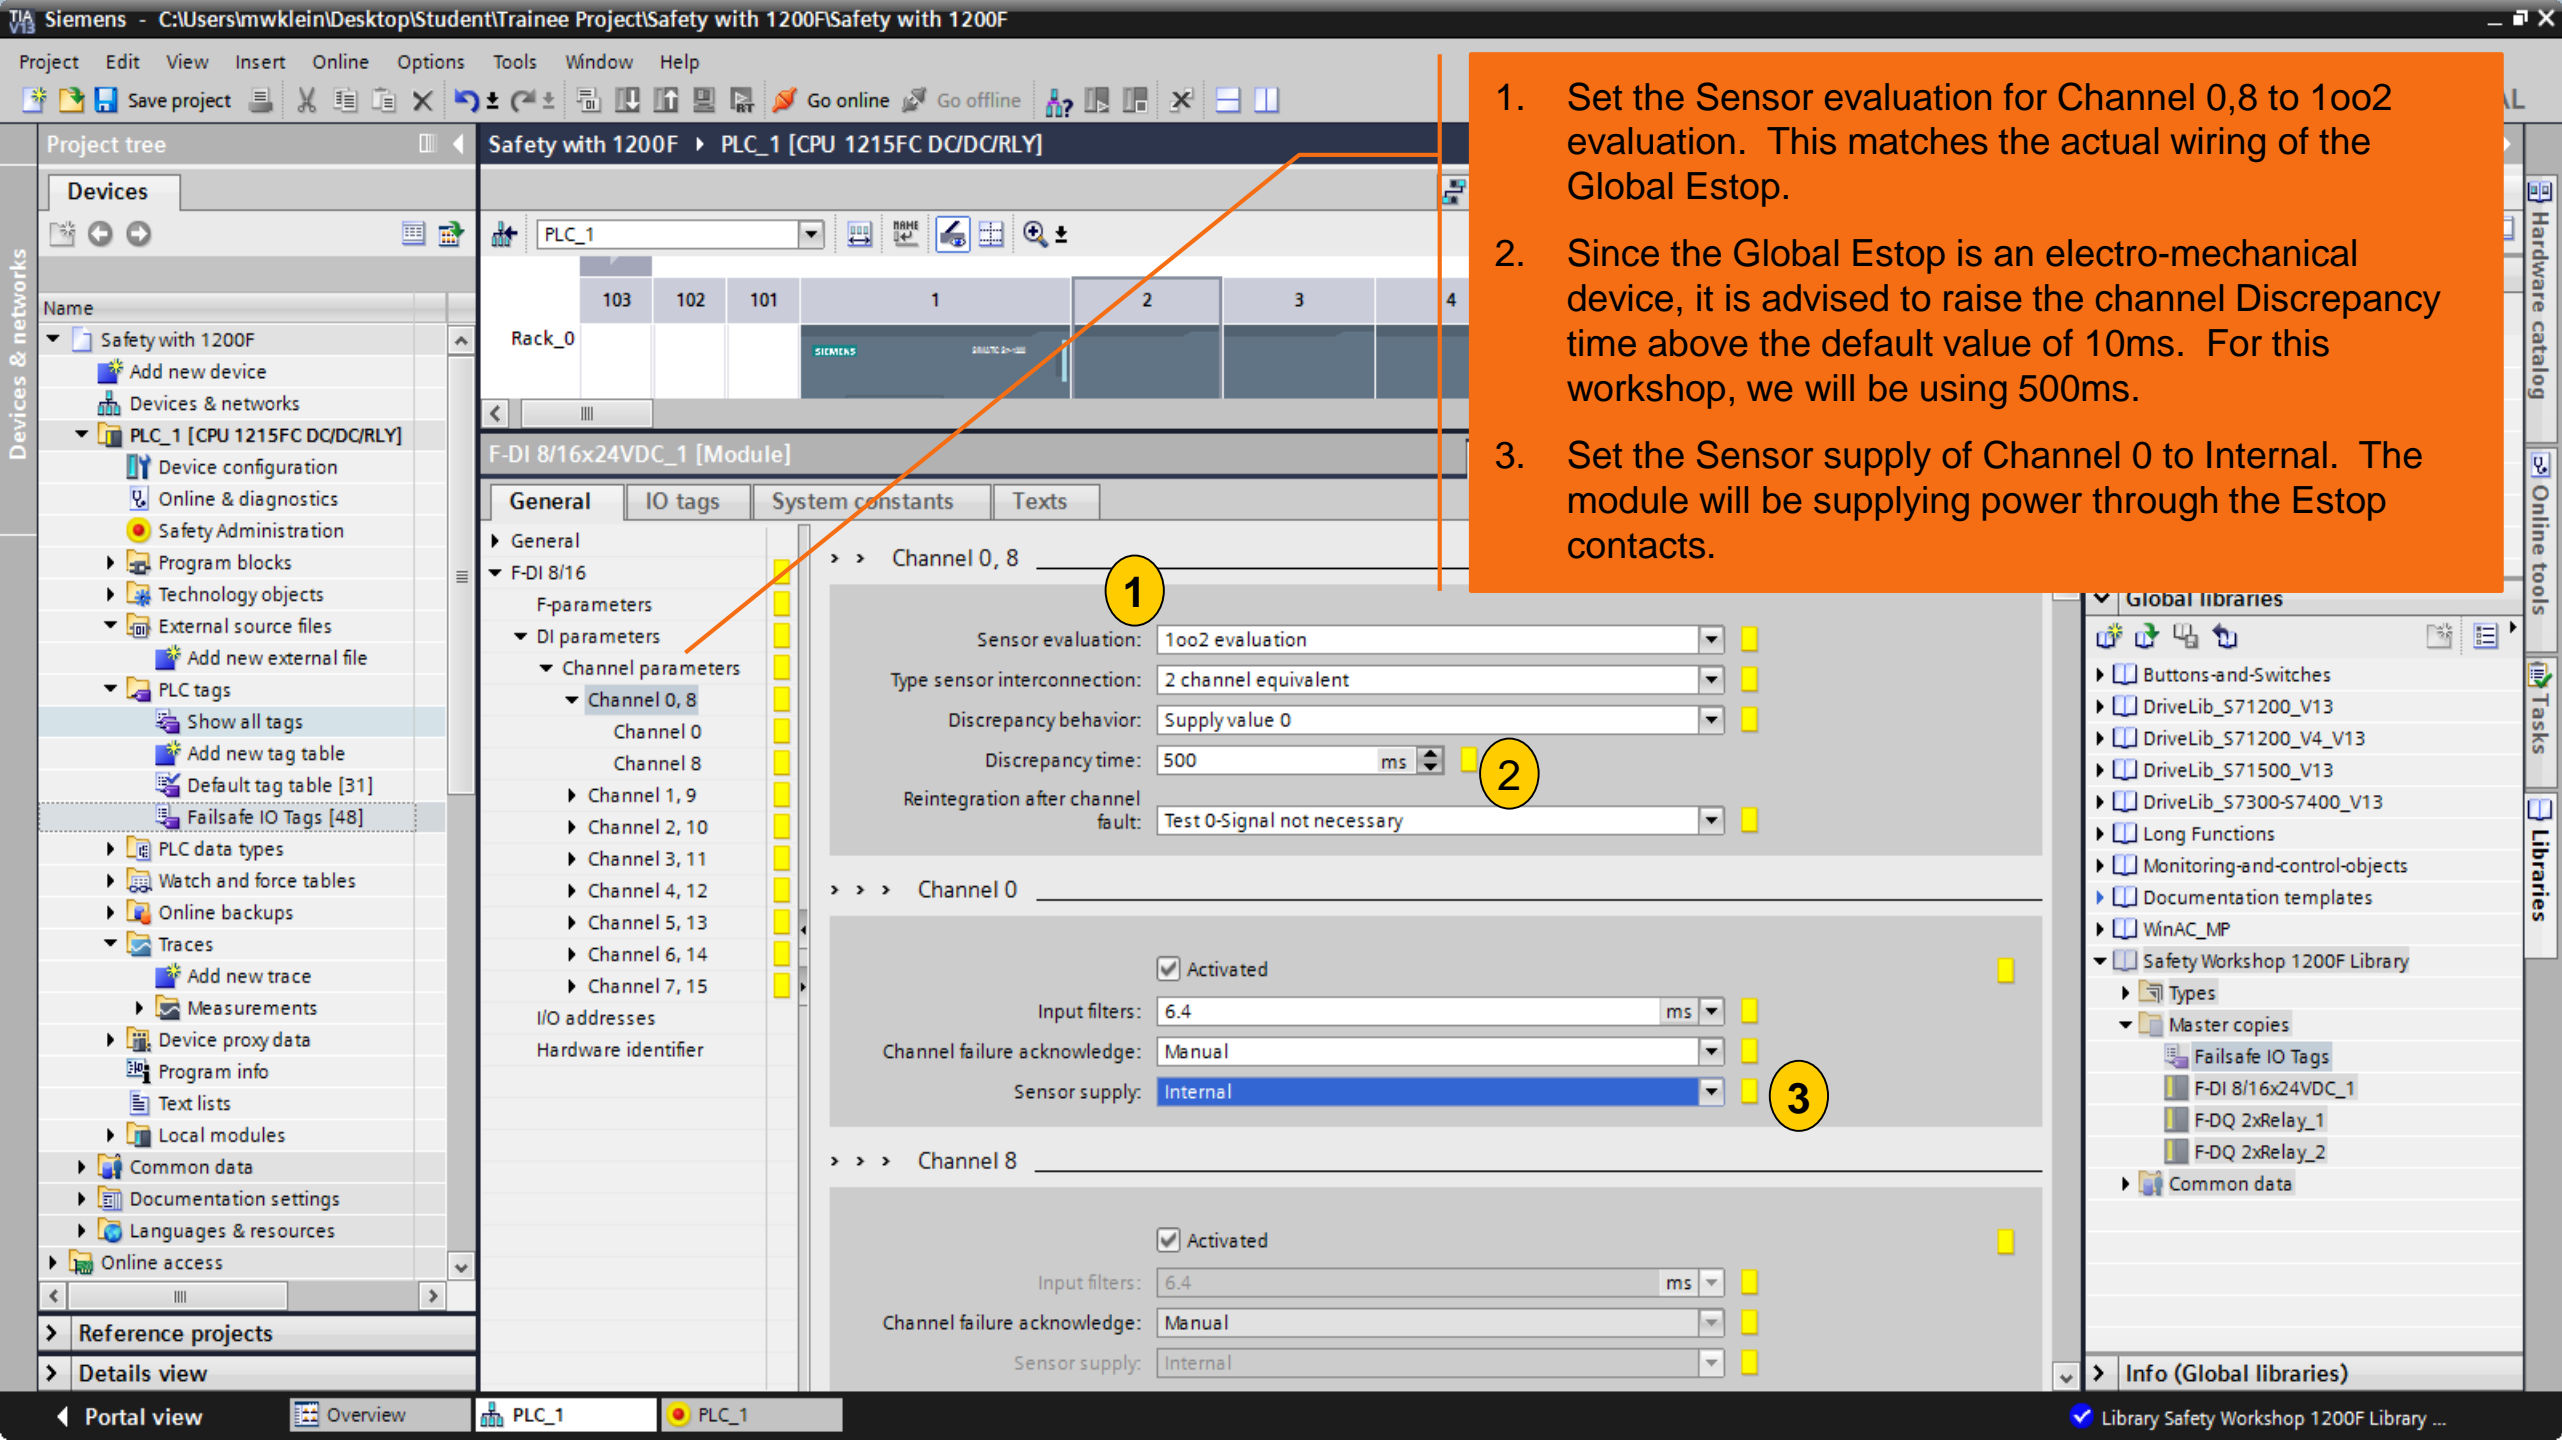 Siemens - C:\Users\mwklein\Desktop\Student\Trainee Project\Safety with 1200F\Safety with 1200F
Project Edit View Insert Online Options Tools Window Help
Save project Go online Go offline
Project tree
Devices
Name
Safety with 1200F
Add new device
Devices & networks
PLC_1 [CPU 1215FC DC/DC/RLY]
Device configuration
Online & diagnostics
Safety Administration
Program blocks
Technology objects
External source files
Add new external file
PLC tags
Show all tags
Add new tag table
Default tag table [31]
Failsafe IO Tags [48]
PLC data types
Watch and force tables
Online backups
Traces
Add new trace
Measurements
Device proxy data
Program info
Text lists
Local modules
Common data
Documentation settings
Languages & resources
Online access
Reference projects
Details view
Devices & networks
Safety with 1200F PLC_1 [CPU 1215FC DC/DC/RLY]
PLC_1
103 102 101 1 2 3 4
Rack_0
SIEMENS
F-DI 8/16x24VDC_1 [Module]
General IO tags System constants Texts
General
F-DI 8/16
F-parameters
DI parameters
Channel parameters
Channel 0, 8
Channel 0
Channel 8
Channel 1, 9
Channel 2, 10
Channel 3, 11
Channel 4, 12
Channel 5, 13
Channel 6, 14
Channel 7, 15
I/O addresses
Hardware identifier
> > Channel 0, 8
1
Sensor evaluation: 1oo2 evaluation
Type sensor interconnection: 2 channel equivalent
Discrepancy behavior: Supply value 0
Discrepancy time: 500 ms
2
Reintegration after channel
fault: Test 0-Signal not necessary
> > > Channel 0
Activated
Input filters: 6.4 ms
Channel failure acknowledge: Manual
Sensor supply: Internal
3
> > > Channel 8
Activated
Input filters: 6.4 ms
Channel failure acknowledge: Manual
Sensor supply: Internal
1. Set the Sensor evaluation for Channel 0,8 to 1oo2
evaluation. This matches the actual wiring of the
Global Estop.
2. Since the Global Estop is an electro-mechanical
device, it is advised to raise the channel Discrepancy
time above the default value of 10ms. For this
workshop, we will be using 500ms.
3. Set the Sensor supply of Channel 0 to Internal. The
module will be supplying power through the Estop
contacts.
Global libraries
Buttons-and-Switches
DriveLib_S71200_V13
DriveLib_S71200_V4_V13
DriveLib_S71500_V13
DriveLib_S7300-S7400_V13
Long Functions
Monitoring-and-control-objects
Documentation templates
WinAC_MP
Safety Workshop 1200F Library
Types
Master copies
Failsafe IO Tags
F-DI 8/16x24VDC_1
F-DQ 2xRelay_1
F-DQ 2xRelay_2
Common data
Info (Global libraries)
Hardware catalog
Online tools
Tasks
Libraries
Portal view Overview PLC_1 PLC_1
Library Safety Workshop 1200F Library ...